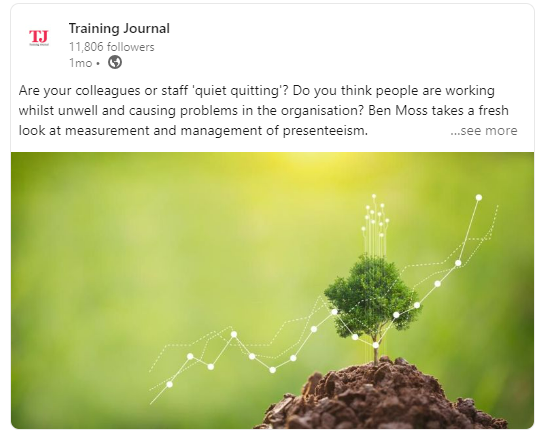 TJ
Training Journal
Training Journal
11,806 followers
1mo •
Are your colleagues or staff 'quiet quitting'? Do you think people are working
whilst unwell and causing problems in the organisation? Ben Moss takes a fresh
look at measurement and management of presenteeism.
...see more